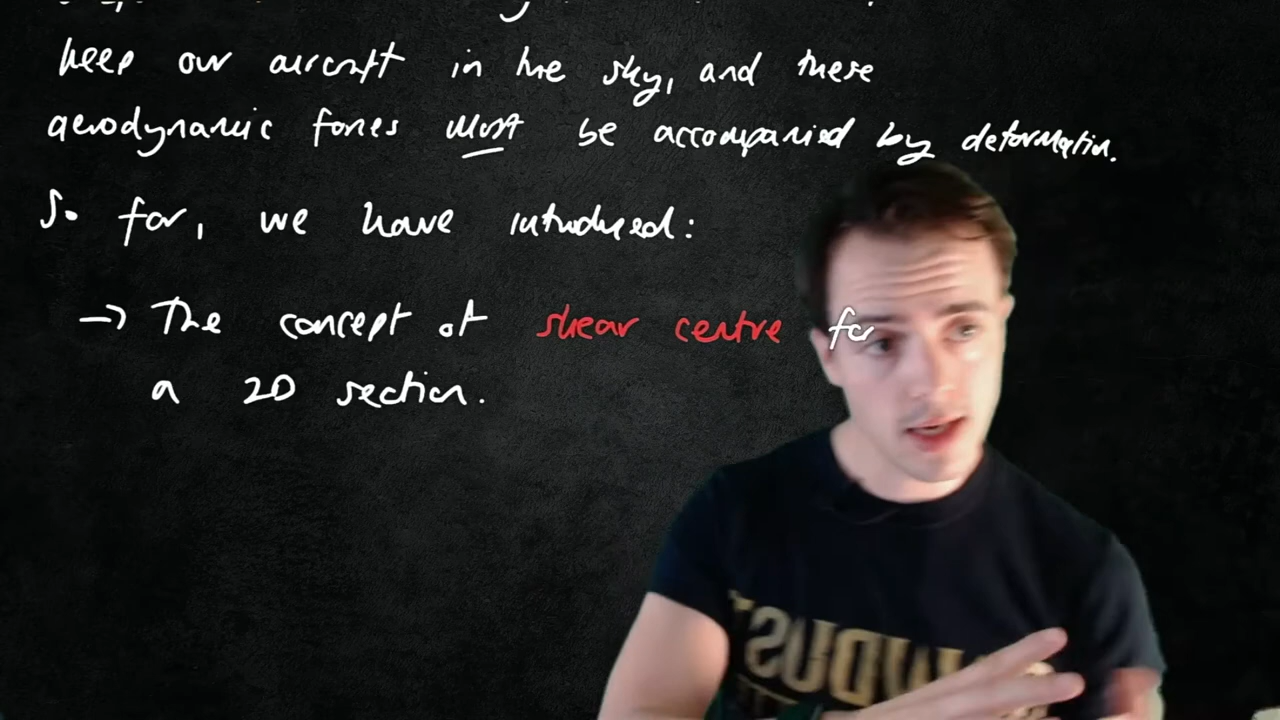 keep our aircraft in the sky, and these
aerodynamic forces must be accompanied by deformation.
So far, we have introduced:
→ The concept of shear centre for
a 2D section.